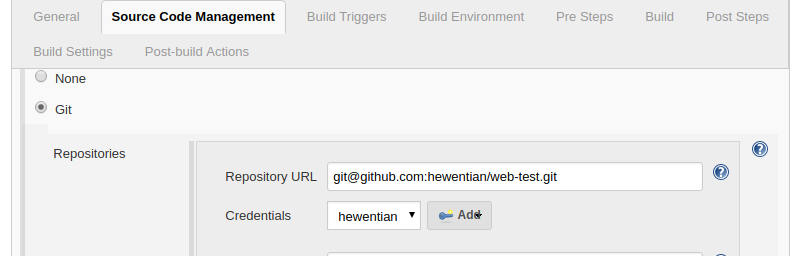 General Source Code Management Build Triggers Build Environment Pre Steps Build Post Steps
Build Settings Post-build Actions
None
Git
Repositories
Repository URL git@github.com:hewentian/web-test.git
Credentials hewentian Add